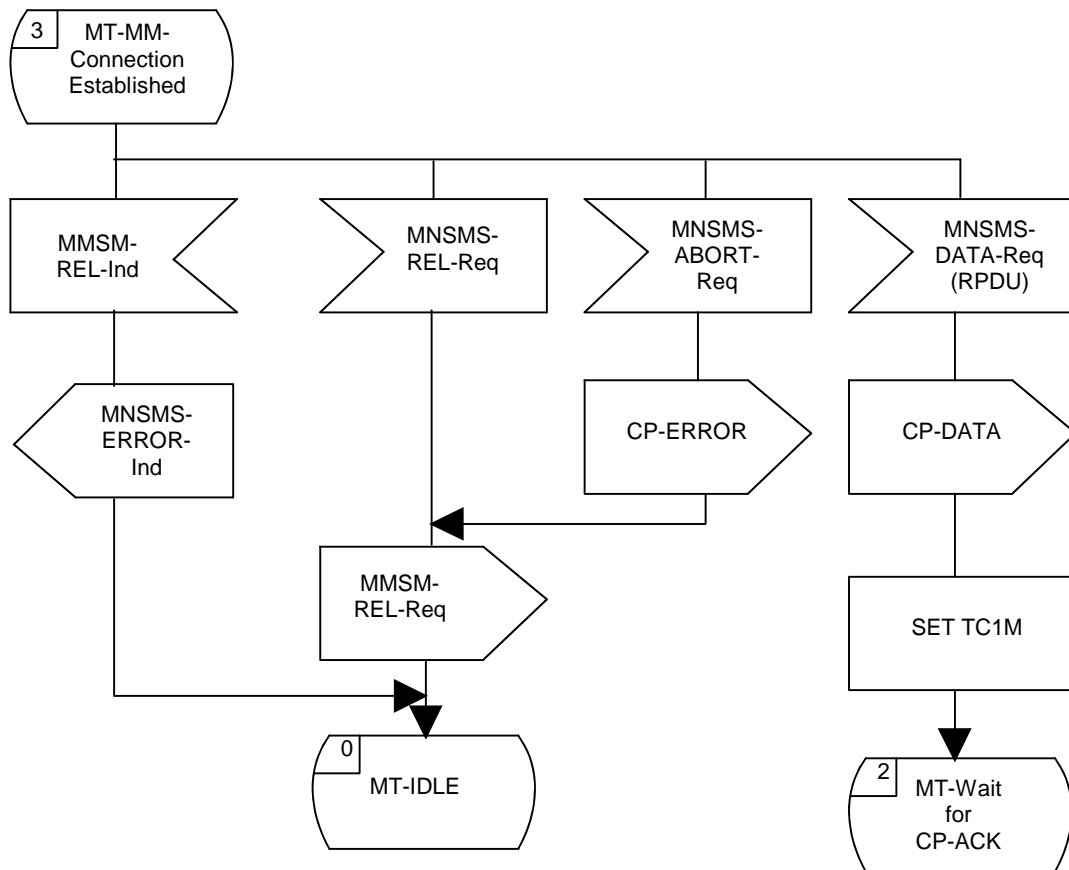 3
MT-MM-
Connection
Established
MMSM-
REL-Ind
MNSMS-
REL-Req
MNSMS-
ABORT-
Req
MNSMS-
DATA-Req
(RPDU)
MNSMS-
ERROR-
Ind
CP-ERROR
CP-DATA
MMSM-
REL-Req
SET TC1M
0
MT-IDLE
2
MT-Wait
for
CP-ACK